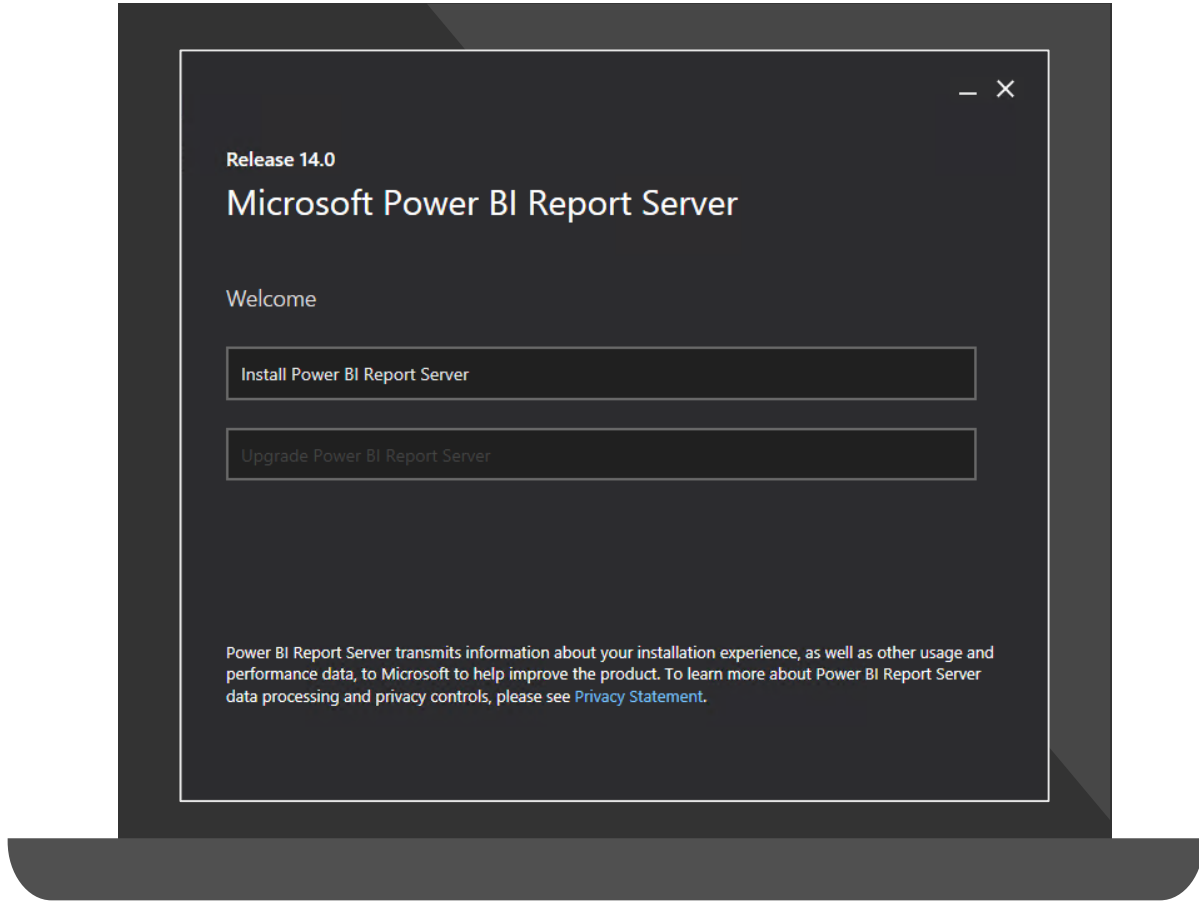 Release 14.0
Microsoft Power BI Report Server
Welcome
Install Power BI Report Server
Upgrade Power BI Report Server
Power BI Report Server transmits information about your installation experience, as well as other usage and
performance data, to Microsoft to help improve the product. To learn more about Power BI Report Server
data processing and privacy controls, please see Privacy Statement.